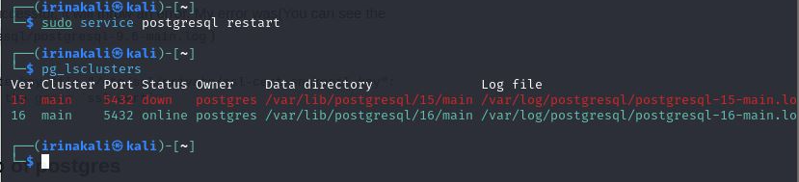 ┌──(irinakali㉿kali)-[~]
└─$ sudo service postgresql restart
┌──(irinakali㉿kali)-[~]
└─$ pg_lsclusters
Ver Cluster Port Status Owner    Data directory              Log file
15  main    5432 down   postgres /var/lib/postgresql/15/main /var/log/postgresql/postgresql-15-main.lo
16  main    5432 online postgres /var/lib/postgresql/16/main /var/log/postgresql/postgresql-16-main.lo
┌──(irinakali㉿kali)-[~]
└─$
of postgres